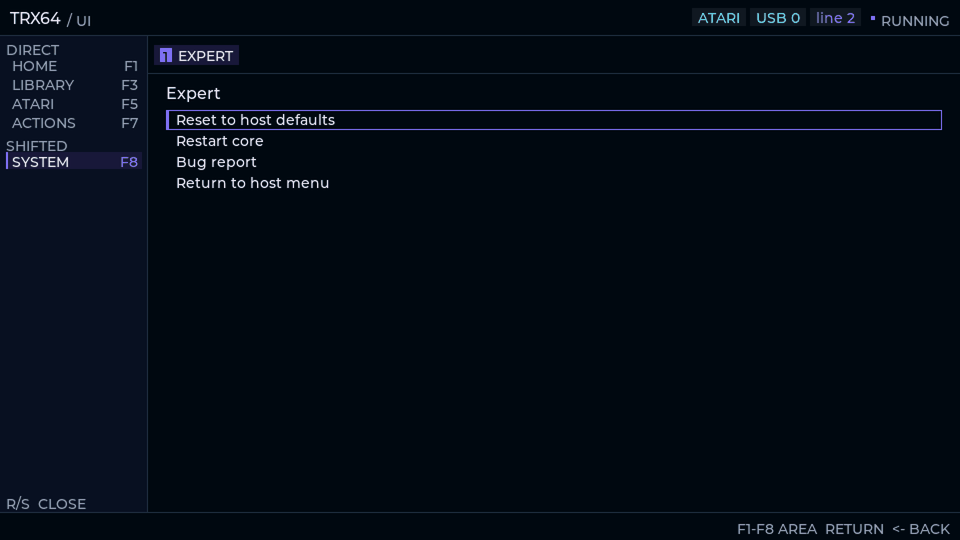 TRX64 / UI
ATARI USB 0 line 2 RUNNING
DIRECT
HOME F1
LIBRARY F3
ATARI F5
ACTIONS F7
SHIFTED
SYSTEM F8
R/S CLOSE
1 EXPERT
Expert
Reset to host defaults
Restart core
Bug report
Return to host menu
F1-F8 AREA RETURN <- BACK